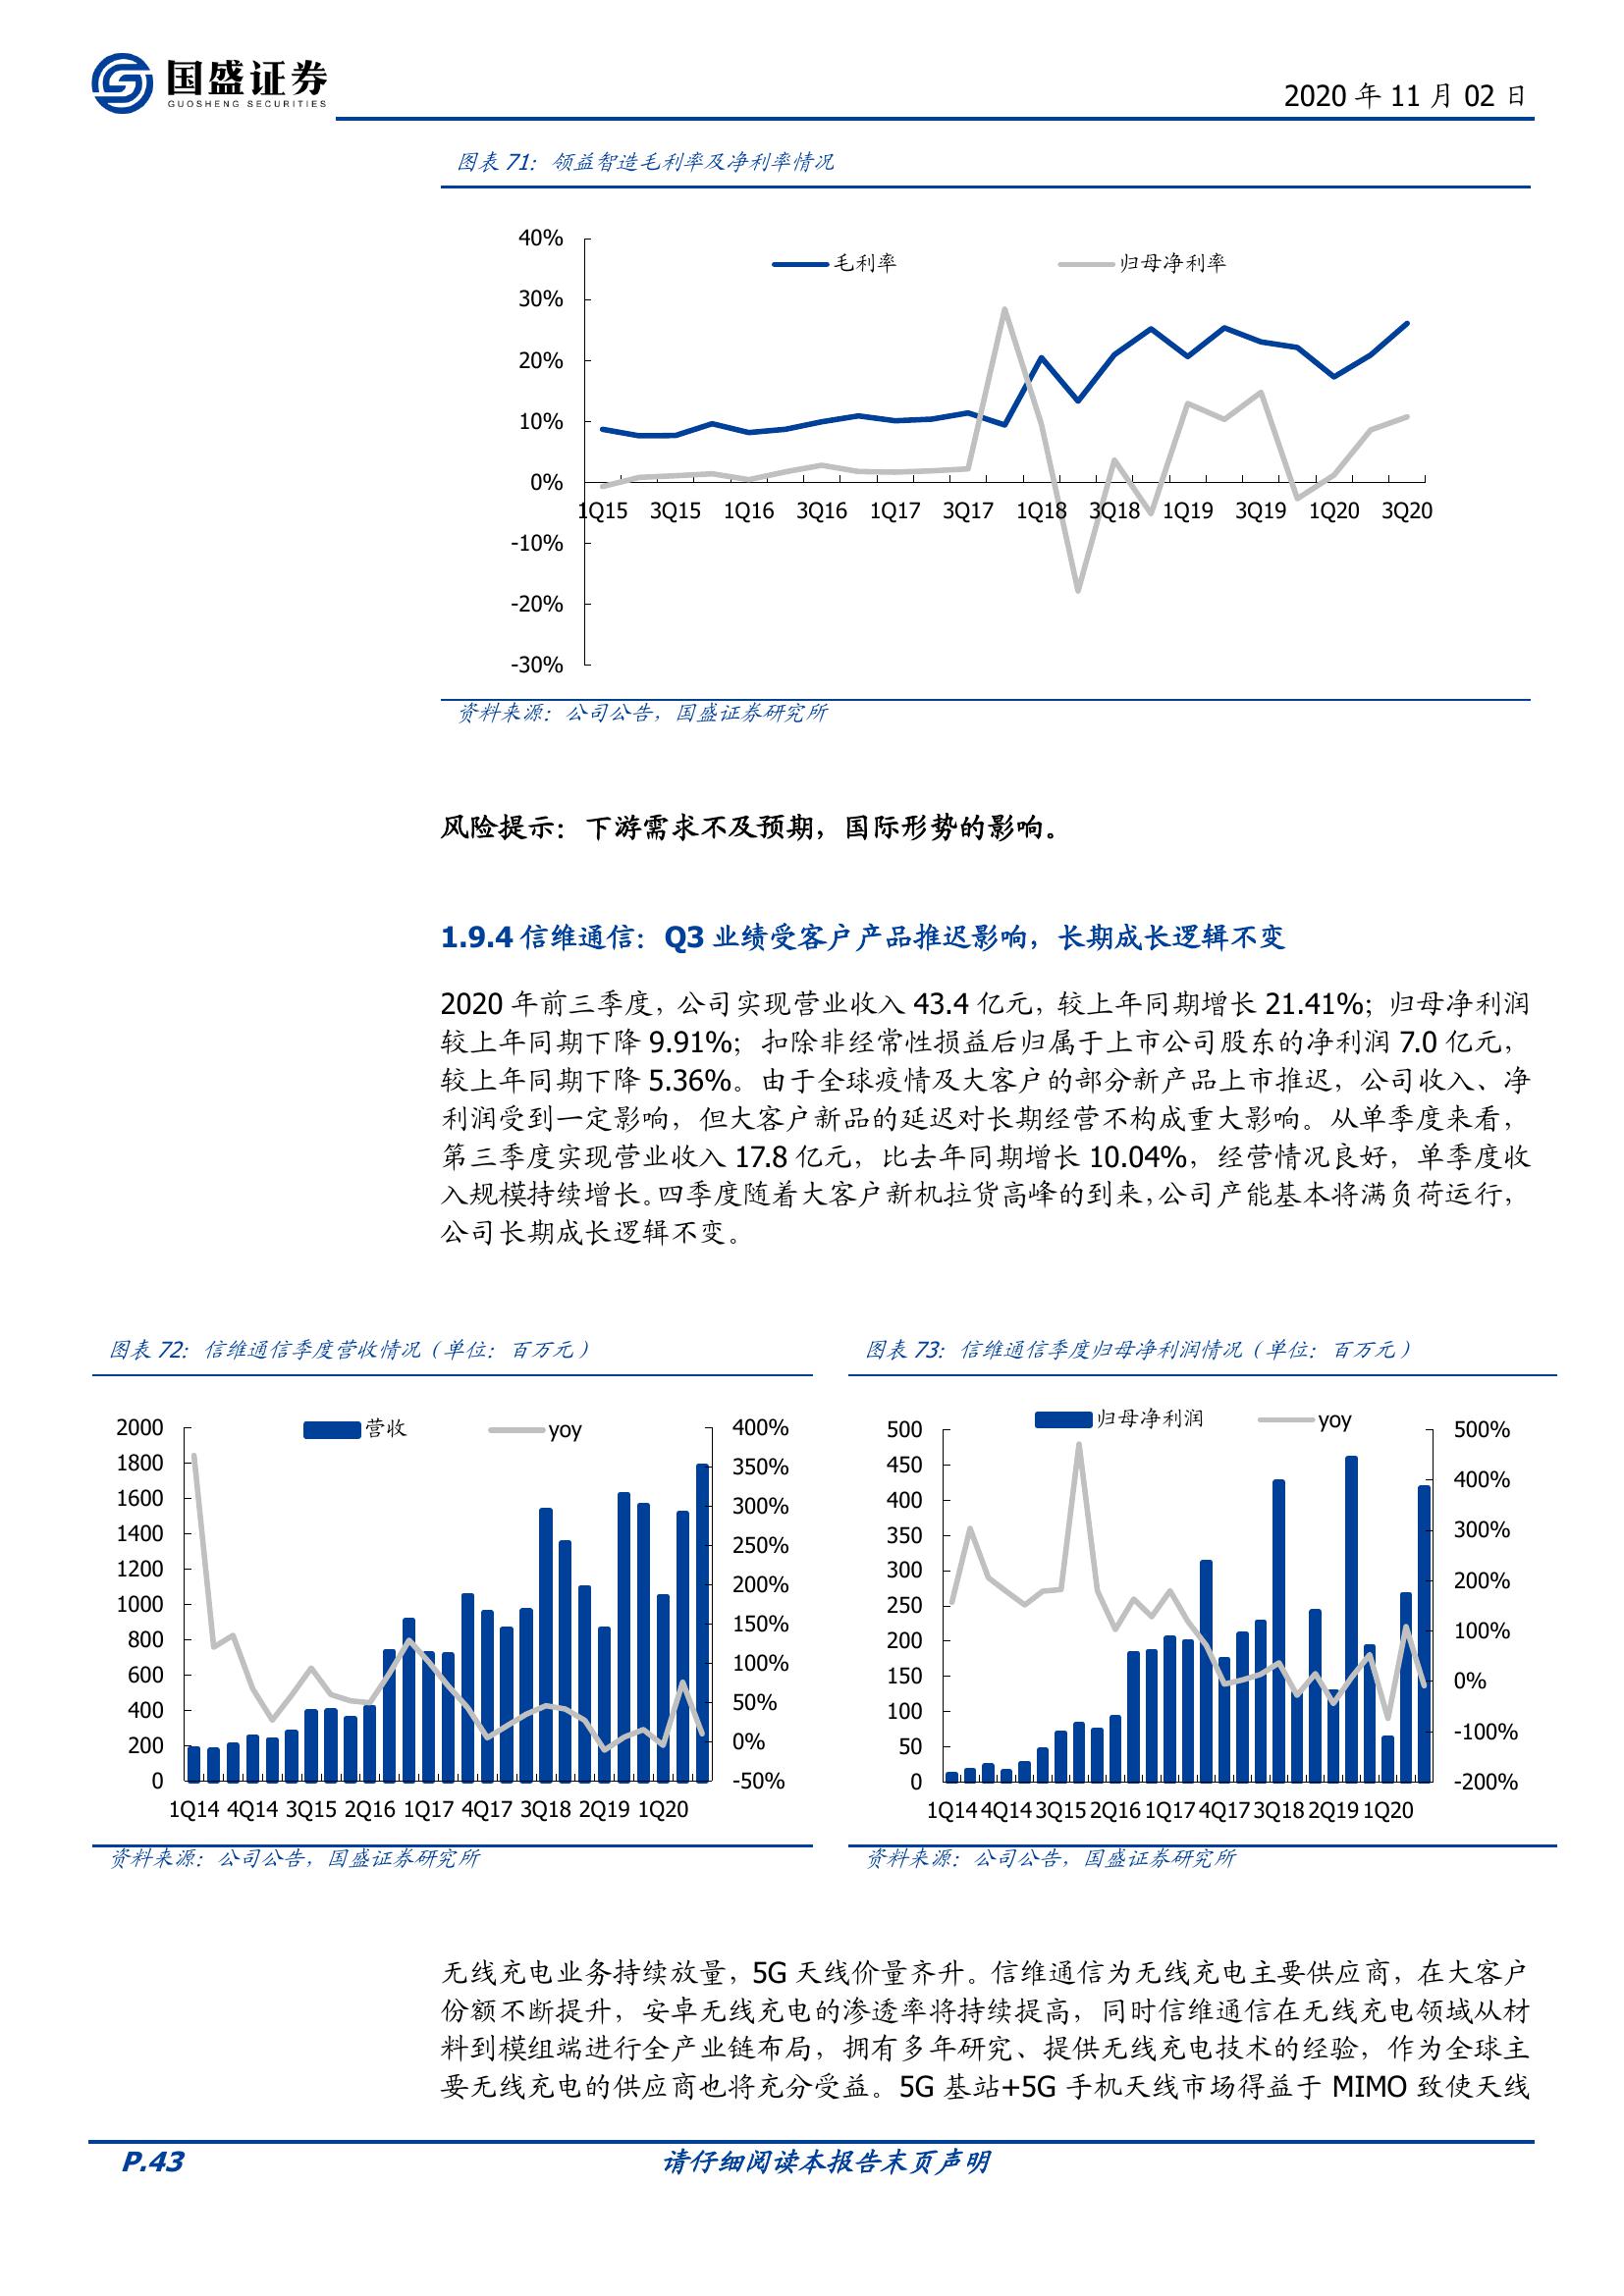 国盛证券
GUOSHENG SECURITIES
2020 年 11 月 02 日
图表 71：领益智造毛利率及净利率情况
毛利率
归母净利率
40%
30%
20%
10%
0%
-10%
-20%
-30%
1Q15 3Q15 1Q16 3Q16 1Q17 3Q17 1Q18 3Q18 1Q19 3Q19 1Q20 3Q20
资料来源：公司公告，国盛证券研究所
风险提示：下游需求不及预期，国际形势的影响。
1.9.4 信维通信：Q3 业绩受客户产品推迟影响，长期成长逻辑不变
2020 年前三季度，公司实现营业收入 43.4 亿元，较上年同期增长 21.41%；归母净利润
较上年同期下降 9.91%；扣除非经常性损益后归属于上市公司股东的净利润 7.0 亿元，
较上年同期下降 5.36%。由于全球疫情及大客户的部分新产品上市推迟，公司收入、净
利润受到一定影响，但大客户新品的延迟对长期经营不构成重大影响。从单季度来看，
第三季度实现营业收入 17.8 亿元，比去年同期增长 10.04%，经营情况良好，单季度收
入规模持续增长。四季度随着大客户新机拉货高峰的到来，公司产能基本将满负荷运行，
公司长期成长逻辑不变。
图表 72：信维通信季度营收情况（单位：百万元）
营收
yoy
2000
1800
1600
1400
1200
1000
800
600
400
200
0
400%
350%
300%
250%
200%
150%
100%
50%
0%
-50%
1Q14 4Q14 3Q15 2Q16 1Q17 4Q17 3Q18 2Q19 1Q20
资料来源：公司公告，国盛证券研究所
图表 73：信维通信季度归母净利润情况（单位：百万元）
归母净利润
yoy
500
450
400
350
300
250
200
150
100
50
0
500%
400%
300%
200%
100%
0%
-100%
-200%
1Q14 4Q14 3Q15 2Q16 1Q17 4Q17 3Q18 2Q19 1Q20
资料来源：公司公告，国盛证券研究所
无线充电业务持续放量，5G 天线价量齐升。信维通信为无线充电主要供应商，在大客户
份额不断提升，安卓无线充电的渗透率将持续提高，同时信维通信在无线充电领域从材
料到模组端进行全产业链布局，拥有多年研究、提供无线充电技术的经验，作为全球主
要无线充电的供应商也将充分受益。5G 基站+5G 手机天线市场得益于 MIMO 致使天线
P.43
请仔细阅读本报告末页声明